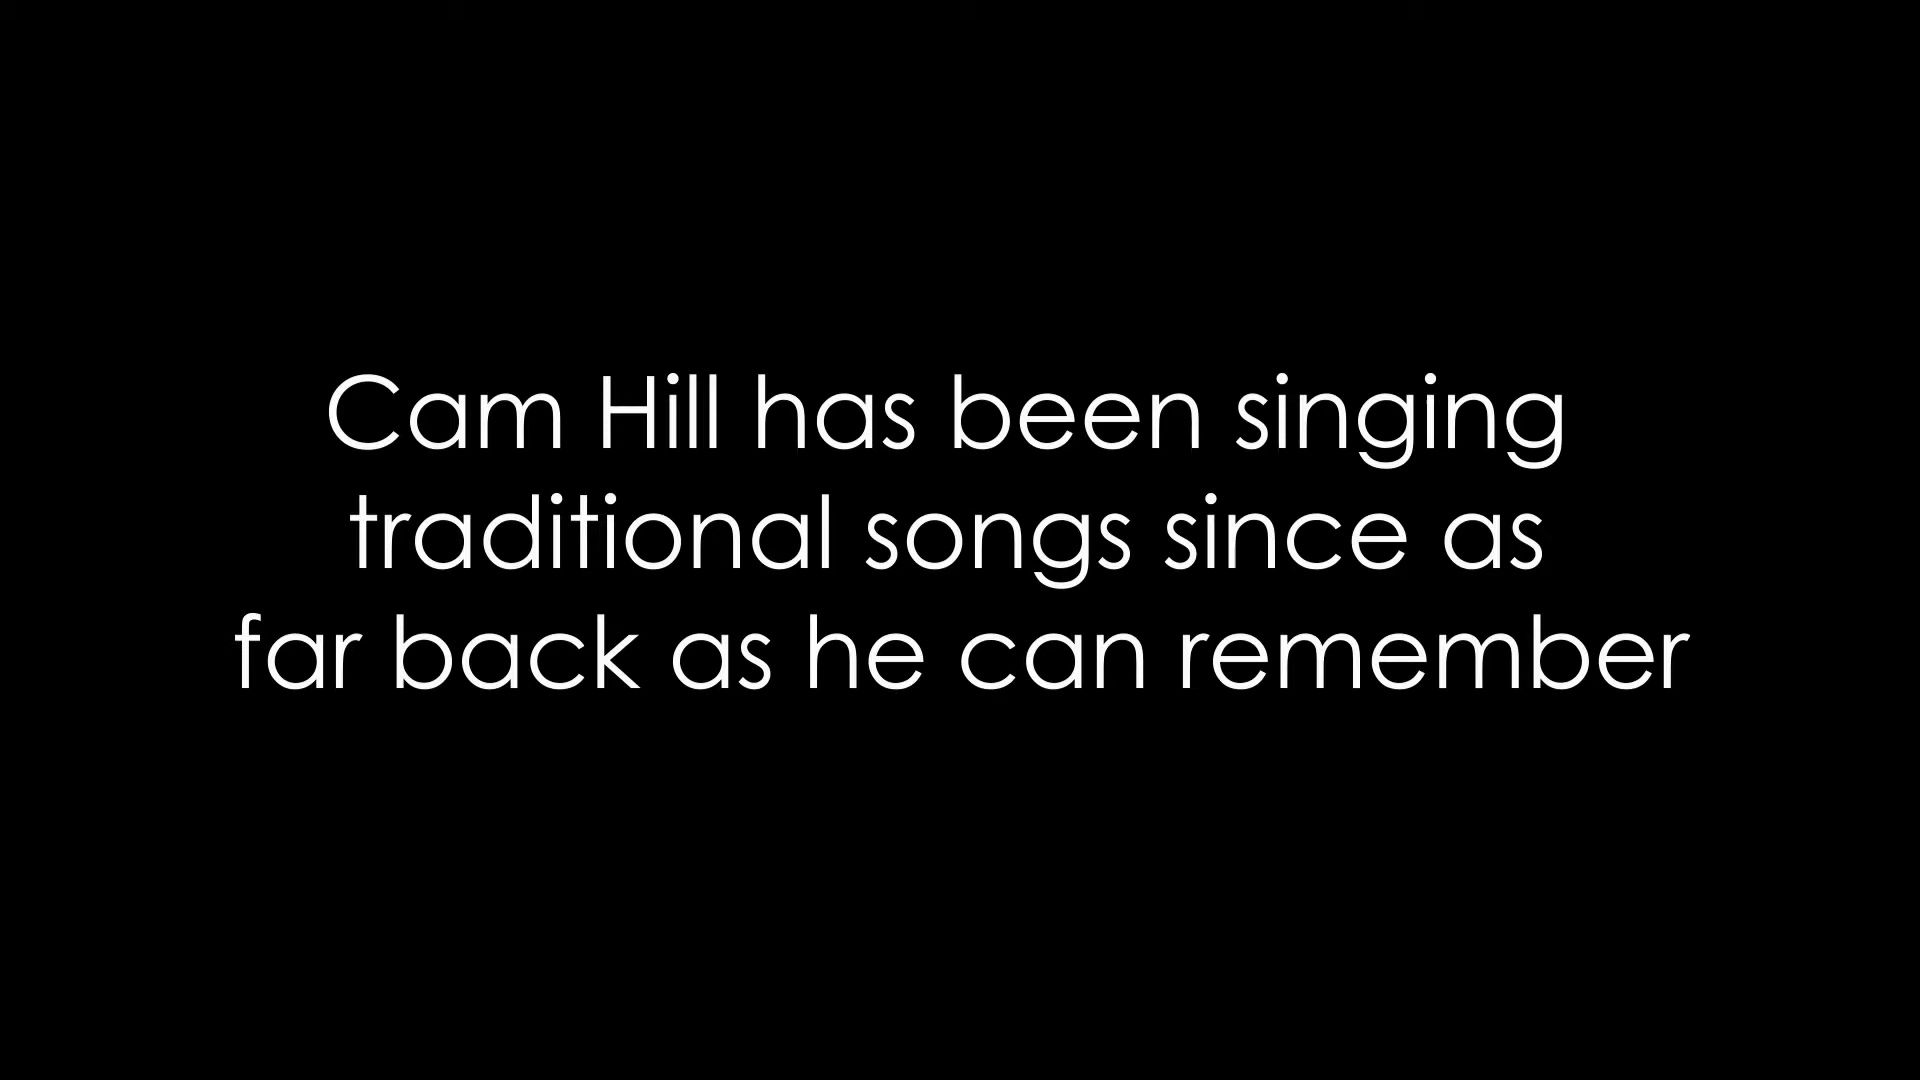 Cam Hill has been singing
traditional songs since as
far back as he can remember